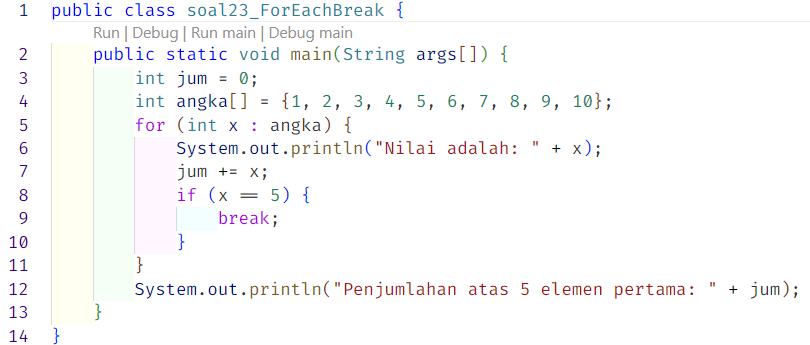 1 public class soal23_ForEachBreak {
Run | Debug | Run main | Debug main
2 public static void main(String args[]) {
3 int jum = 0;
4 int angka[] = {1, 2, 3, 4, 5, 6, 7, 8, 9, 10};
5 for (int x : angka) {
6 System.out.println("Nilai adalah: " + x);
7 jum += x;
8 if (x == 5) {
9 break;
10 }
11 }
12 System.out.println("Penjumlahan atas 5 elemen pertama: " + jum);
13 }
14 }